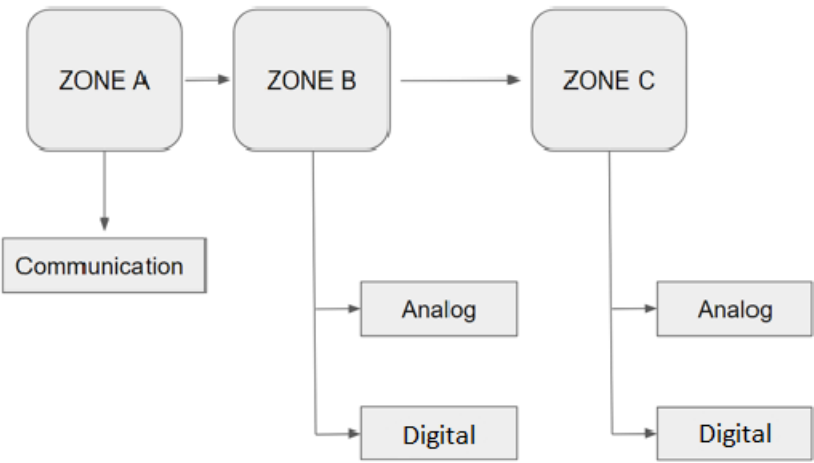 ZONE A
ZONE B
ZONE C
Communication
Analog
Analog
Digital
Digital